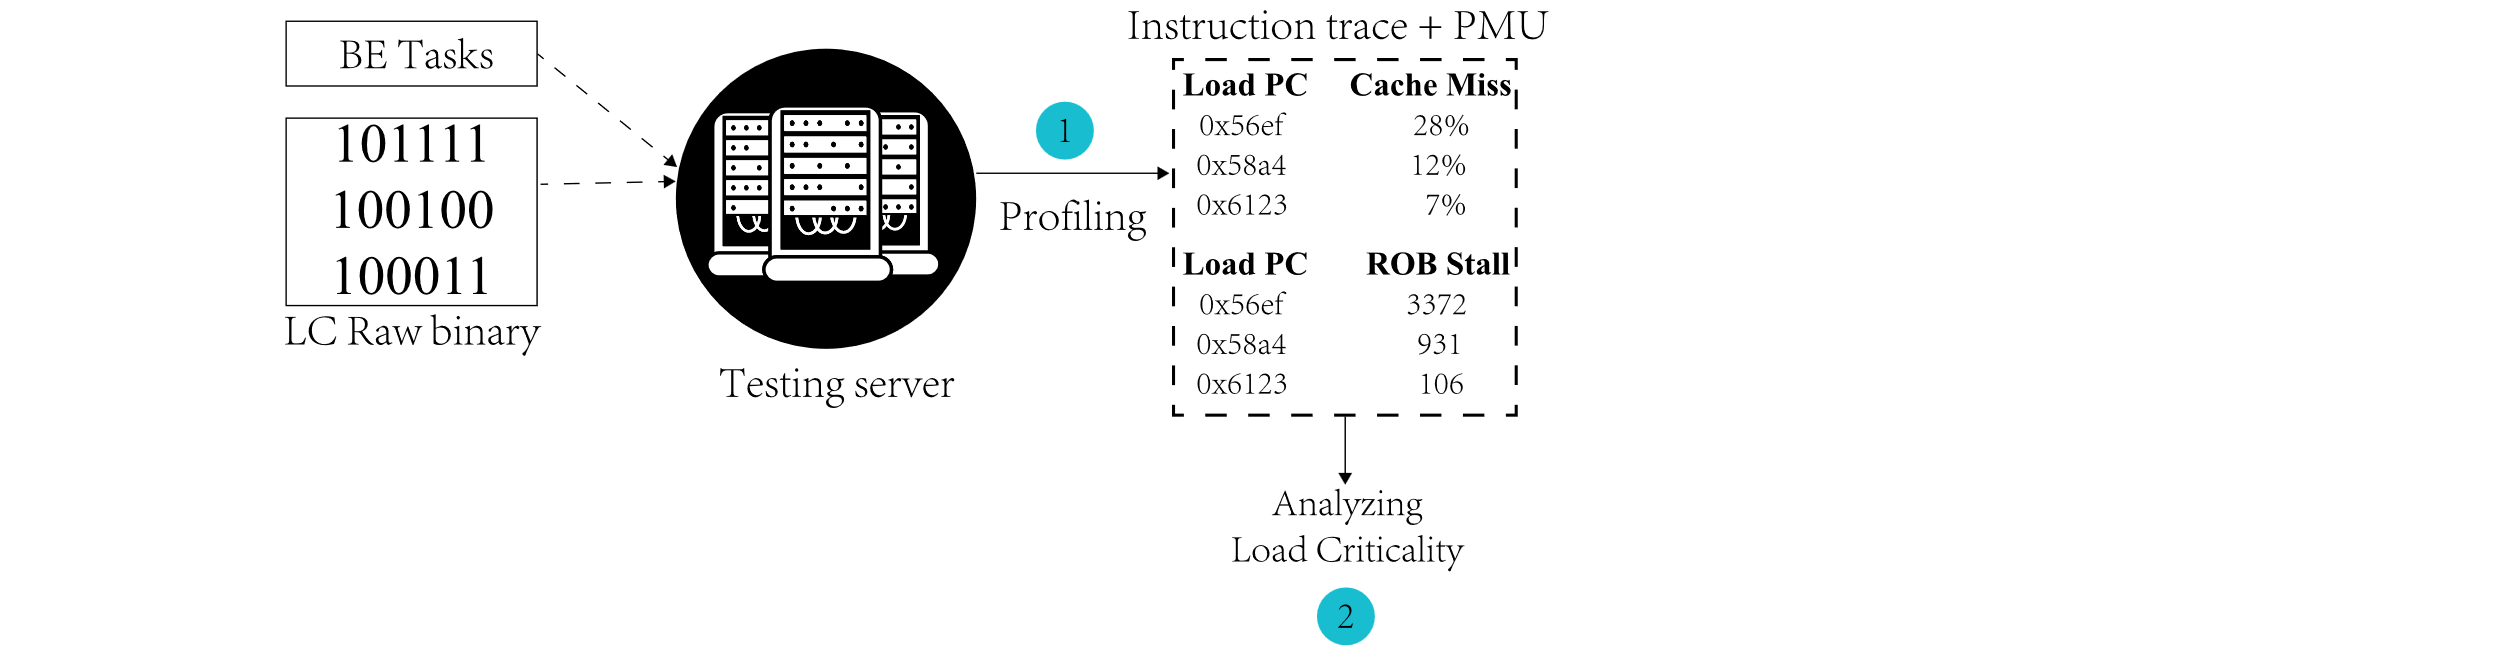 BE Tasks
101111
100100
100011
LC Raw binary
Testing server
1
Profiling
Instruction trace + PMU
Load PC Cache Miss
0x56ef 28%
0x58a4 12%
0x6123 7%
Load PC ROB Stall
0x56ef 3372
0x58a4 931
0x6123 106
Analyzing
Load Criticality
2